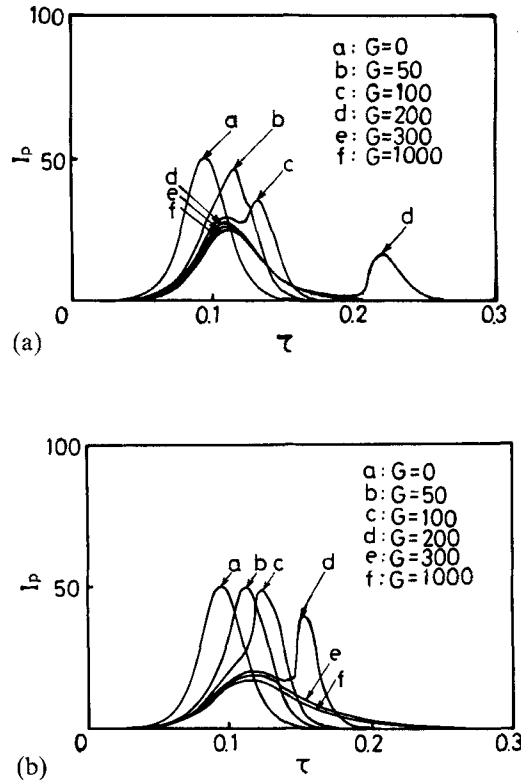 100
a: G=0
b: G=50
c: G=100
d: G=200
e: G=300
f: G=1000
a
b
c
d
e
f
d
50
Ip
0
0.1
0.2
0.3
(a)
τ
100
a: G=0
b: G=50
c: G=100
d: G=200
e: G=300
f: G=1000
a
b
c
d
e
f
50
Ip
0
0.1
0.2
0.3
(b)
τ